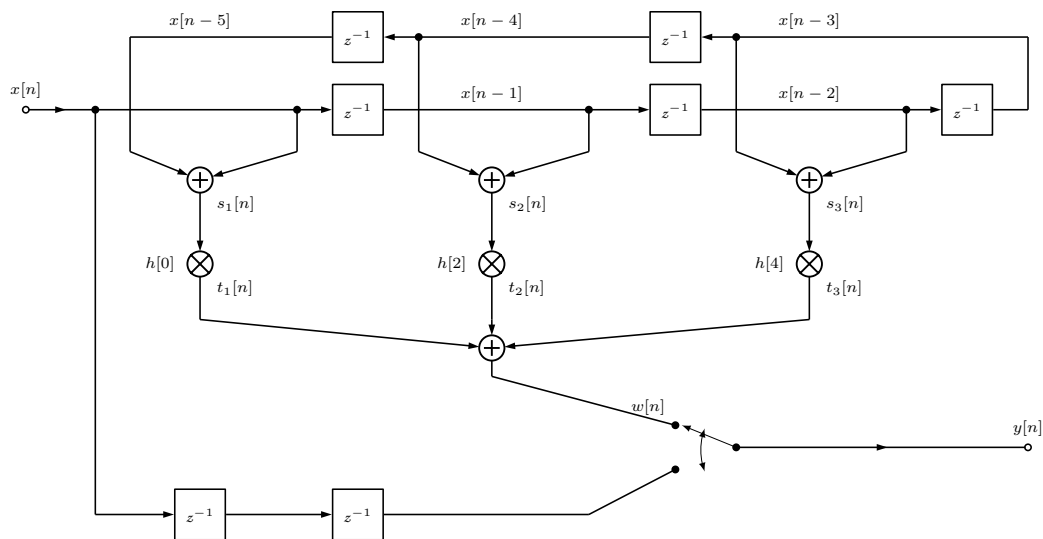 x[n − 5]
z⁻¹
x[n − 4]
z⁻¹
x[n − 3]
x[n]
z⁻¹
x[n − 1]
z⁻¹
x[n − 2]
z⁻¹
s₁[n]
s₂[n]
s₃[n]
h[0]
h[2]
h[4]
t₁[n]
t₂[n]
t₃[n]
w[n]
y[n]
z⁻¹
z⁻¹